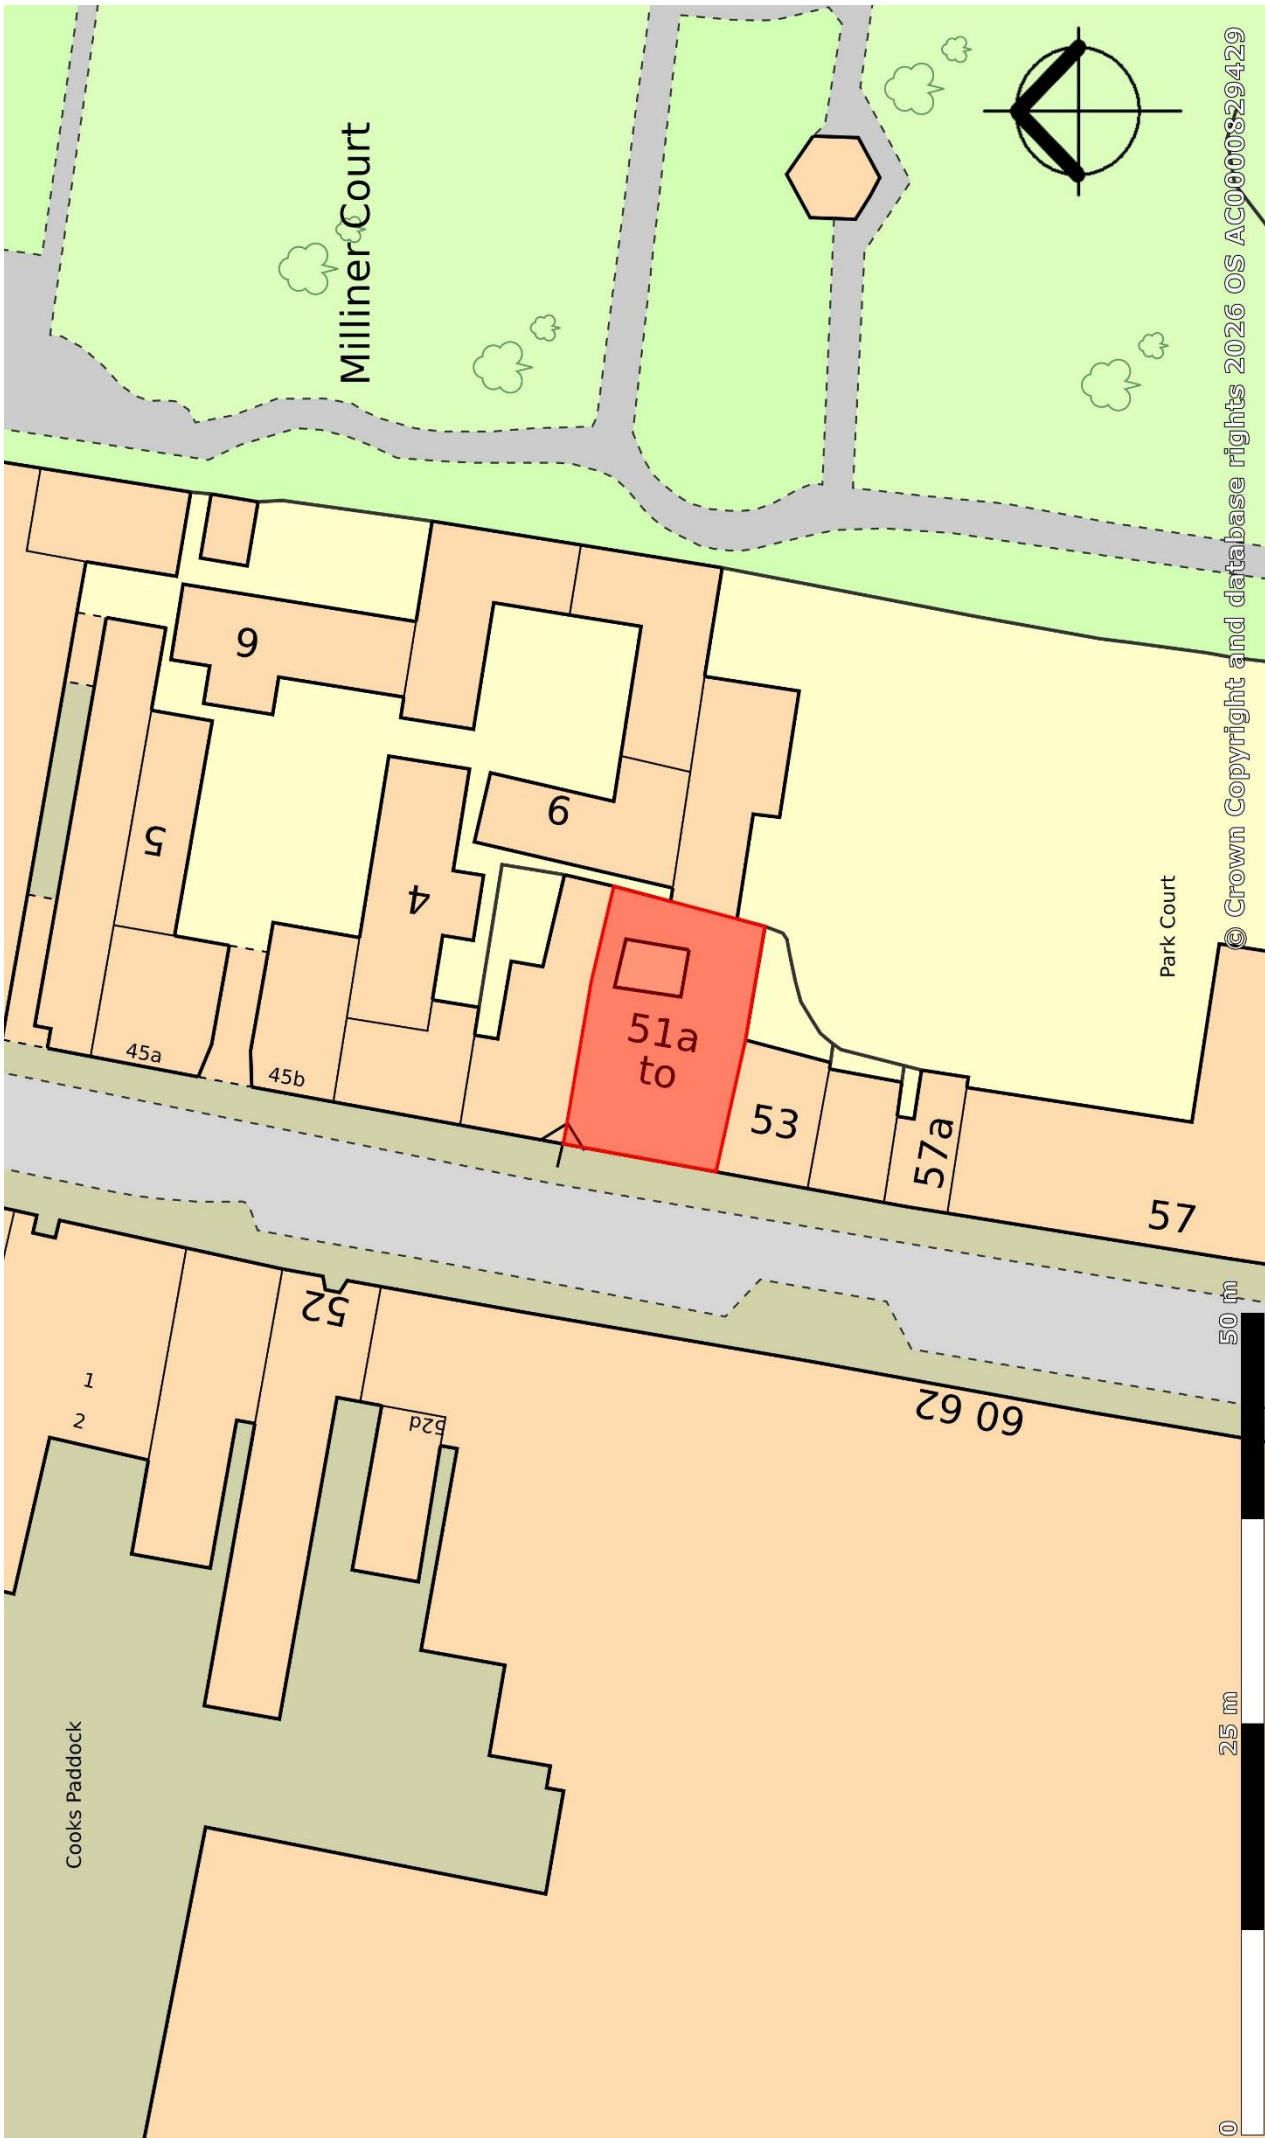 Milliner Court
© Crown Copyright and database rights 2026 OS AC0000829429
6
5
4
9
45a
45b
51a
to
53
57a
57
Park Court
52
52d
60 62
1
2
Cooks Paddock
50 m
25 m
0